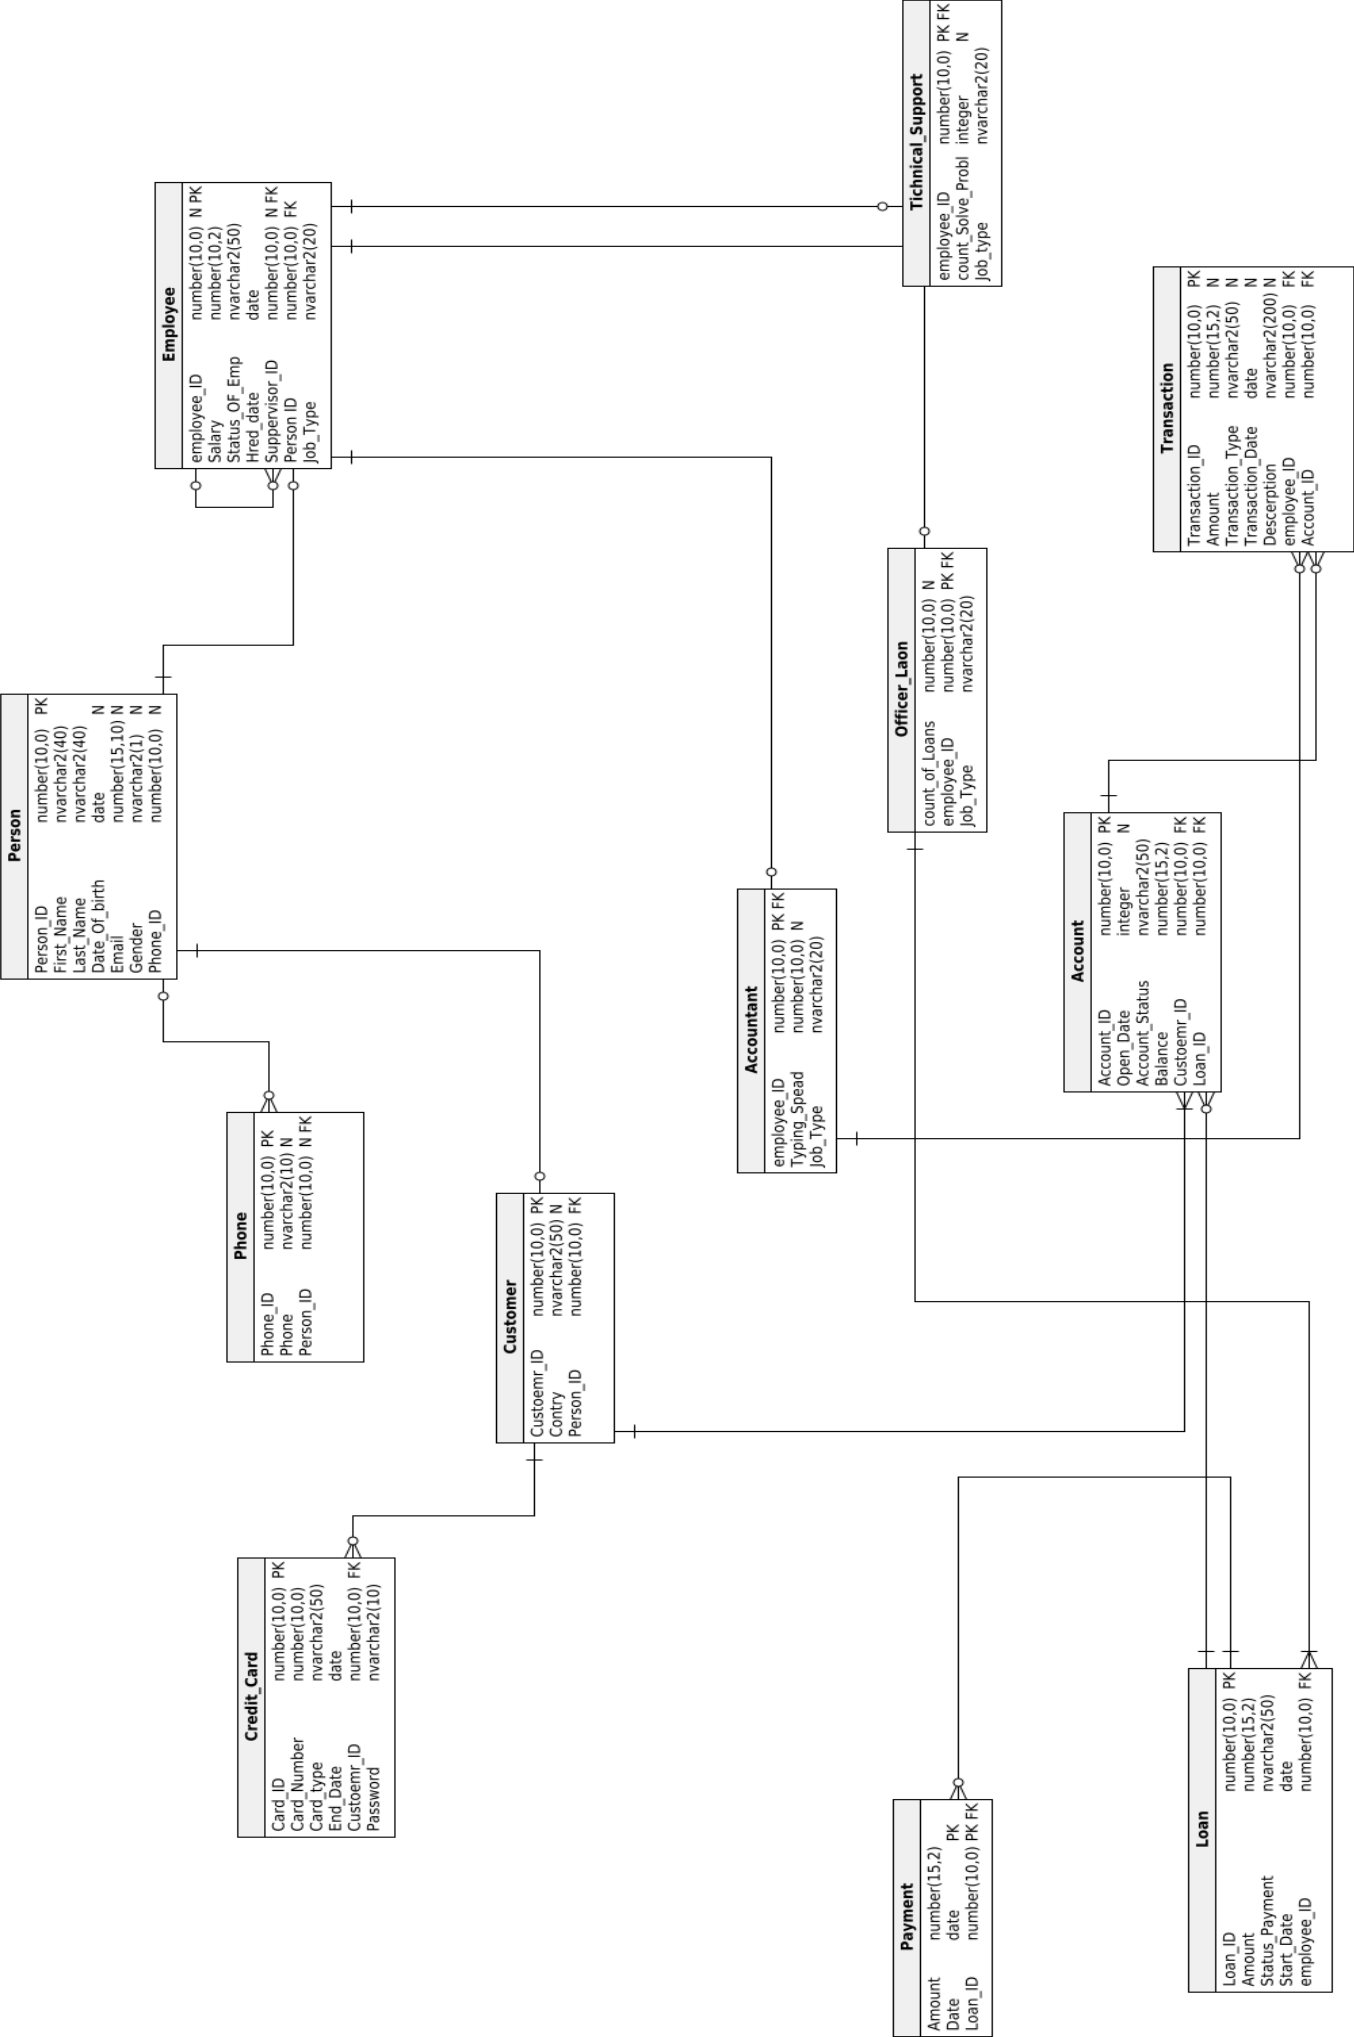 Tichnical_Support
employee_ID number(10,0) PK FK
count_Solve_Probl integer N
Job_type nvarchar2(20)
Employee
employee_ID number(10,0) N PK
Salary number(10,2)
Status_OF_Emp nvarchar2(50)
Hred_date date
Suppervisor_ID number(10,0) N FK
Person ID number(10,0) FK
Job_Type nvarchar2(20)
Transaction
Transaction_ID number(10,0) PK
Amount number(15,2) N
Transaction_Type nvarchar2(50) N
Transaction_Date date N
Descerption nvarchar2(200) N
employee_ID number(10,0) FK
Account_ID number(10,0) FK
Officer_Laon
count_of_Loans number(10,0) N
employee_ID number(10,0) PK FK
Job_Type nvarchar2(20)
Person
Person_ID number(10,0) PK
First_Name nvarchar2(40)
Last_Name nvarchar2(40)
Date_Of_birth date N
Email number(15,10) N
Gender nvarchar2(1) N
Phone_ID number(10,0) N
Account
Account_ID number(10,0) PK
Open_Date integer N
Account_Status nvarchar2(50)
Balance number(15,2)
Custoemr_ID number(10,0) FK
Loan_ID number(10,0) FK
Accountant
employee_ID number(10,0) PK FK
Typing_Spead number(10,0) N
Job_Type nvarchar2(20)
Phone
Phone_ID number(10,0) PK
Phone nvarchar2(10) N
Person_ID number(10,0) N FK
Customer
Custoemr_ID number(10,0) PK
Contry nvarchar2(50) N
Person_ID number(10,0) FK
Credit_Card
Card_ID number(10,0) PK
Card_Number number(10,0)
Card_type nvarchar2(50)
End_Date date
Custoemr_ID number(10,0) FK
Password nvarchar2(10)
Loan
Loan_ID number(10,0) PK
Amount number(15,2)
Status_Payment nvarchar2(50)
Start_Date date
employee_ID number(10,0) FK
Payment
Amount number(15,2)
Date date PK
Loan_ID number(10,0) PK FK